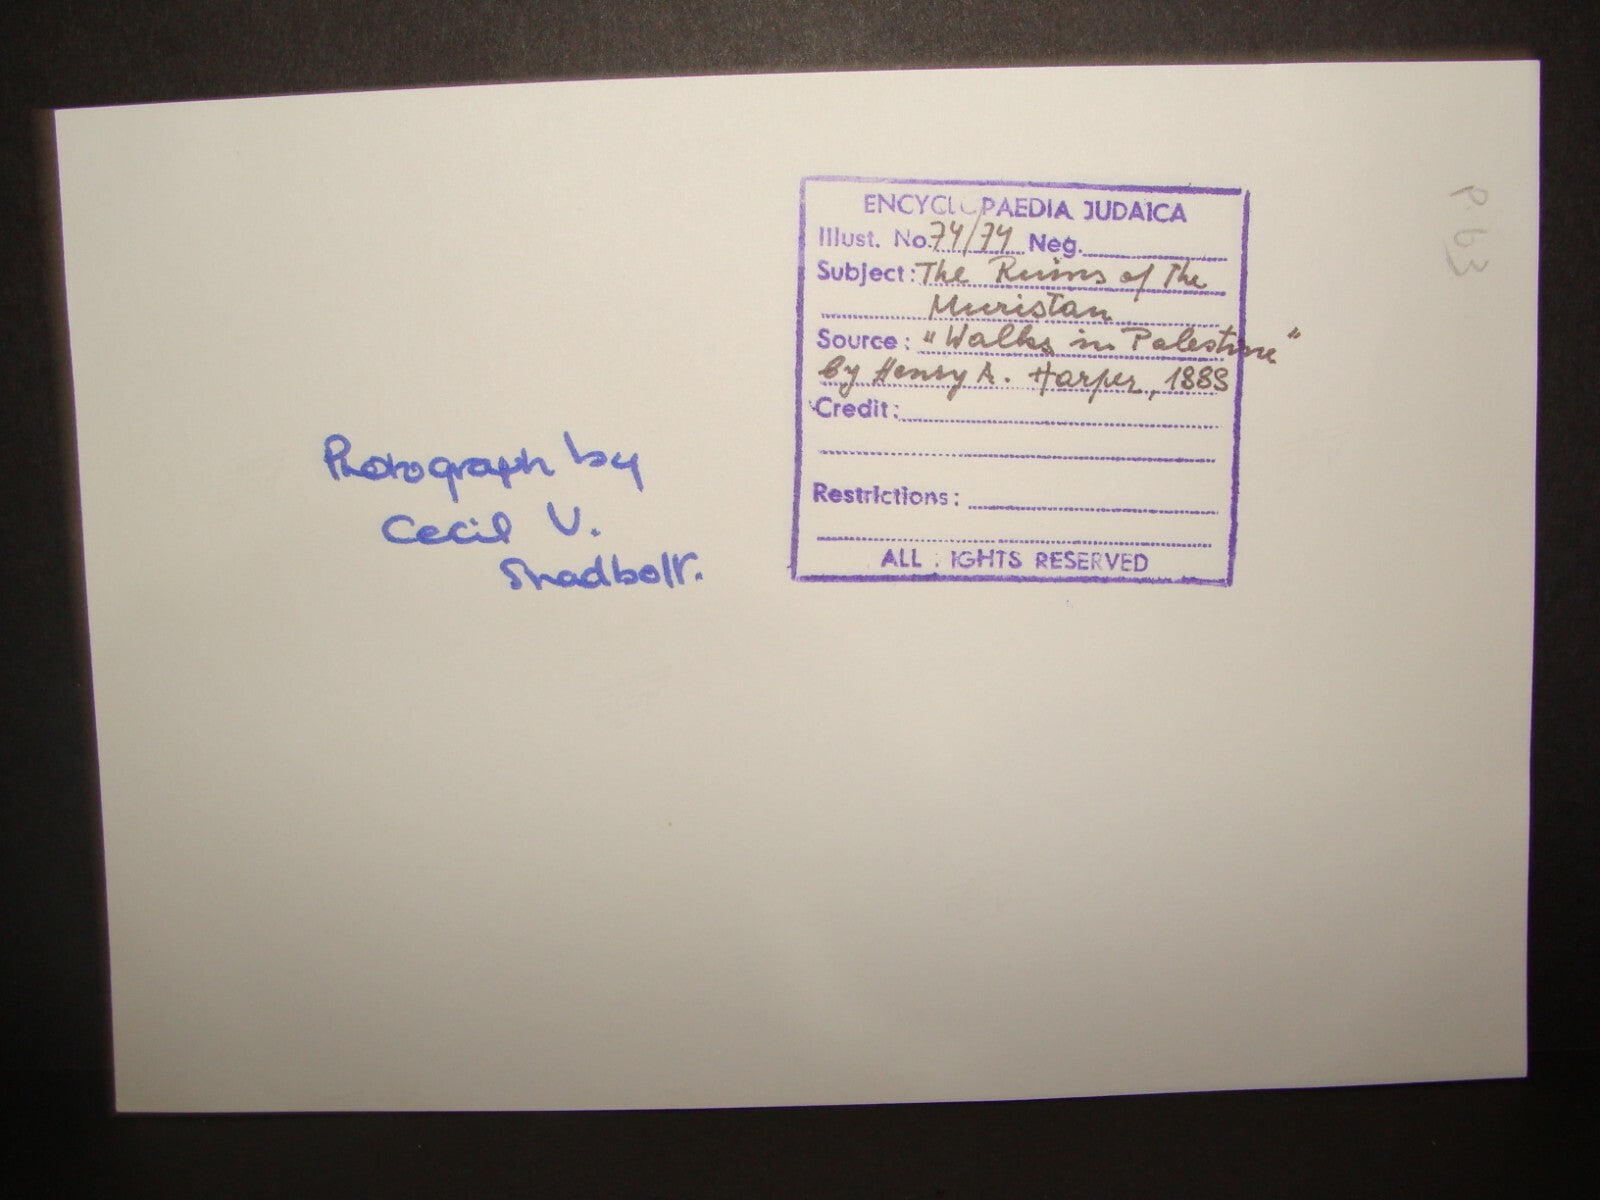 ENCYCLOPAEDIA JUDAICA
Illust. No. 74/74 Neg.
Subject: The Ruins of the
Muristan
Source: "Walks in Palestine"
by Henry A. Harper, 1888
Credit:
Restrictions:
ALL RIGHTS RESERVED
Photograph by
Cecil V.
Shadbolt.
P 63